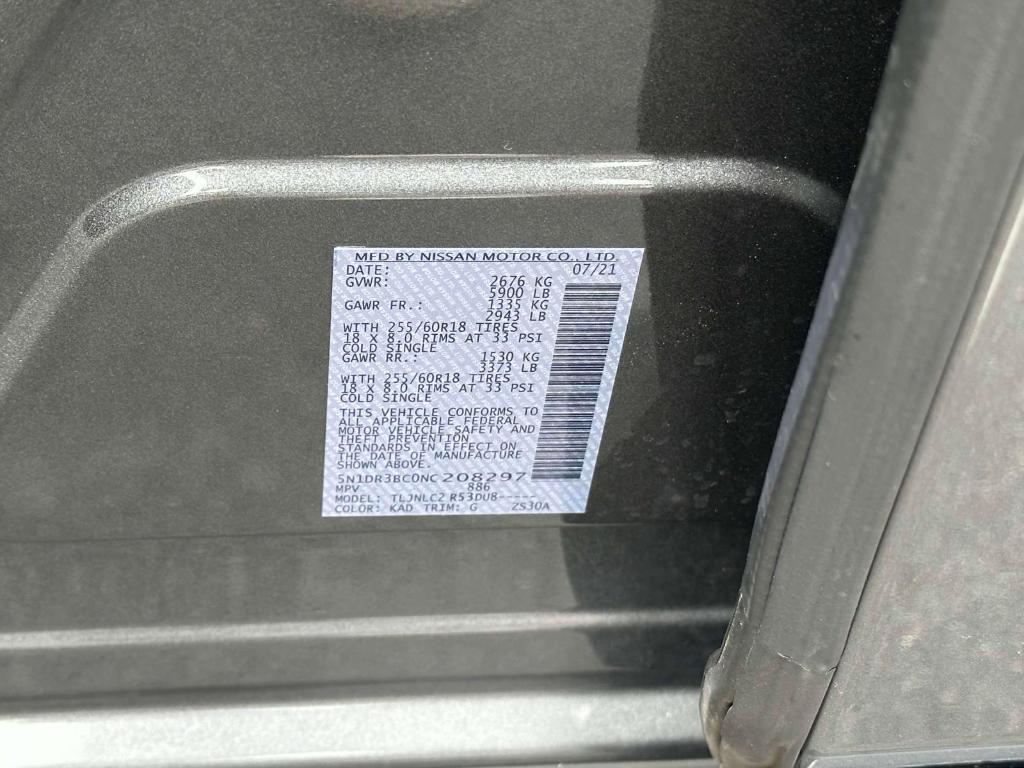 MFD BY NISSAN MOTOR CO., LTD.
DATE: 07/21
GVWR: 2676 KG
5900 LB
GAWR FR.: 1335 KG
2943 LB
WITH 255/60R18 TIRES
18 X 8.0 RIMS AT 33 PSI
COLD SINGLE
GAWR RR.: 1530 KG
3373 LB
WITH 255/60R18 TIRES
18 X 8.0 RIMS AT 33 PSI
COLD SINGLE
THIS VEHICLE CONFORMS TO
ALL APPLICABLE FEDERAL
MOTOR VEHICLE SAFETY AND
THEFT PREVENTION
STANDARDS IN EFFECT ON
THE DATE OF MANUFACTURE
SHOWN ABOVE.
5N1DR3BC0NC208297
MPV 886
MODEL: TLJNLC2 R53DU8-----
COLOR: KAD TRIM: G ZS30A